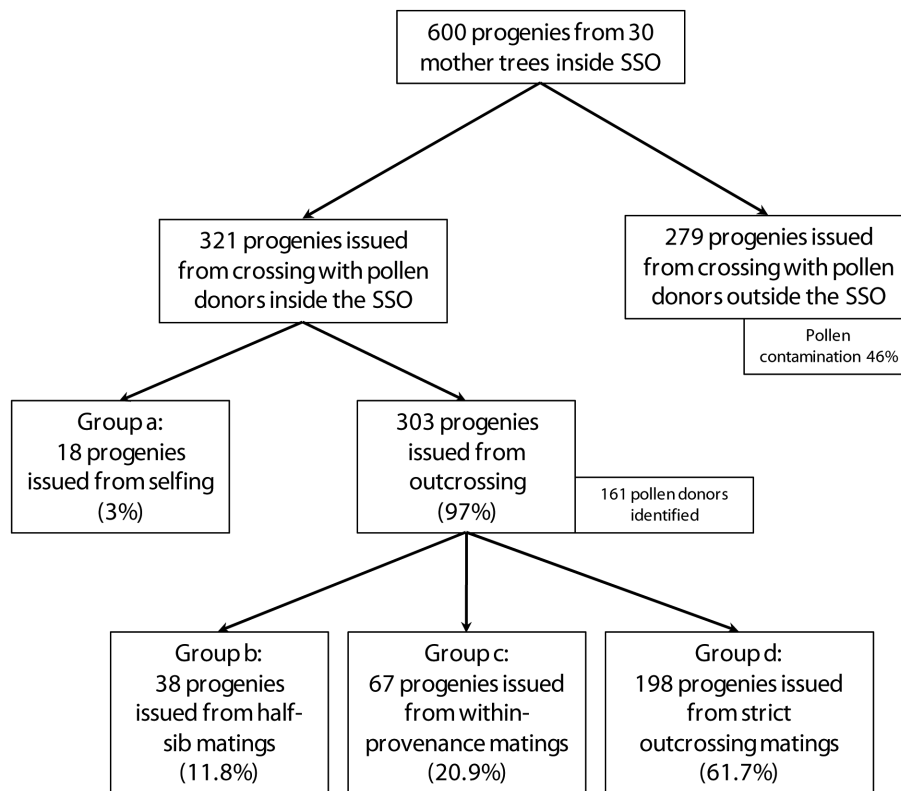 600 progenies from 30
mother trees inside SSO
321 progenies issued
from crossing with pollen
donors inside the SSO
279 progenies issued
from crossing with pollen
donors outside the SSO
Pollen
contamination 46%
Group a:
18 progenies
issued from selfing
(3%)
303 progenies
issued from
outcrossing
(97%)
161 pollen donors
identified
Group b:
38 progenies
issued from half-
sib matings
(11.8%)
Group c:
67 progenies issued
from within-
provenance matings
(20.9%)
Group d:
198 progenies issued
from strict
outcrossing matings
(61.7%)